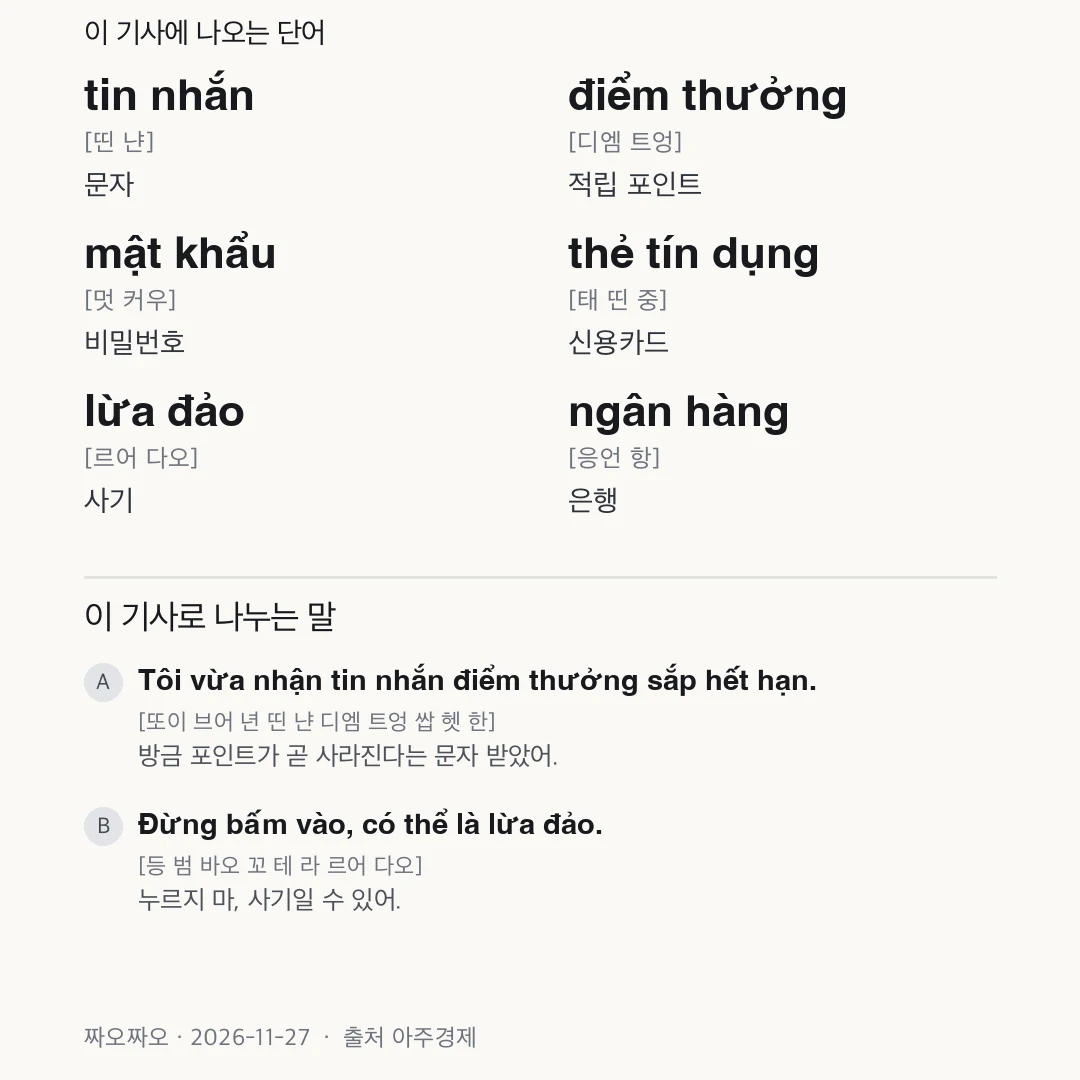 이 기사에 나오는 단어
tin nhắn
[띤 냔]
문자
điểm thưởng
[디엠 트엉]
적립 포인트
mật khẩu
[멋 커우]
비밀번호
thẻ tín dụng
[태 띤 중]
신용카드
lừa đảo
[르어 다오]
사기
ngân hàng
[응언 항]
은행
이 기사로 나누는 말
A Tôi vừa nhận tin nhắn điểm thưởng sắp hết hạn.
[또이 브어 년 띤 냔 디엠 트엉 쌉 헷 한]
방금 포인트가 곧 사라진다는 문자 받았어.
B Đừng bấm vào, có thể là lừa đảo.
[등 범 바오 꼬 테 라 르어 다오]
누르지 마, 사기일 수 있어.
짜오짜오 · 2026-11-27 · 출처 아주경제